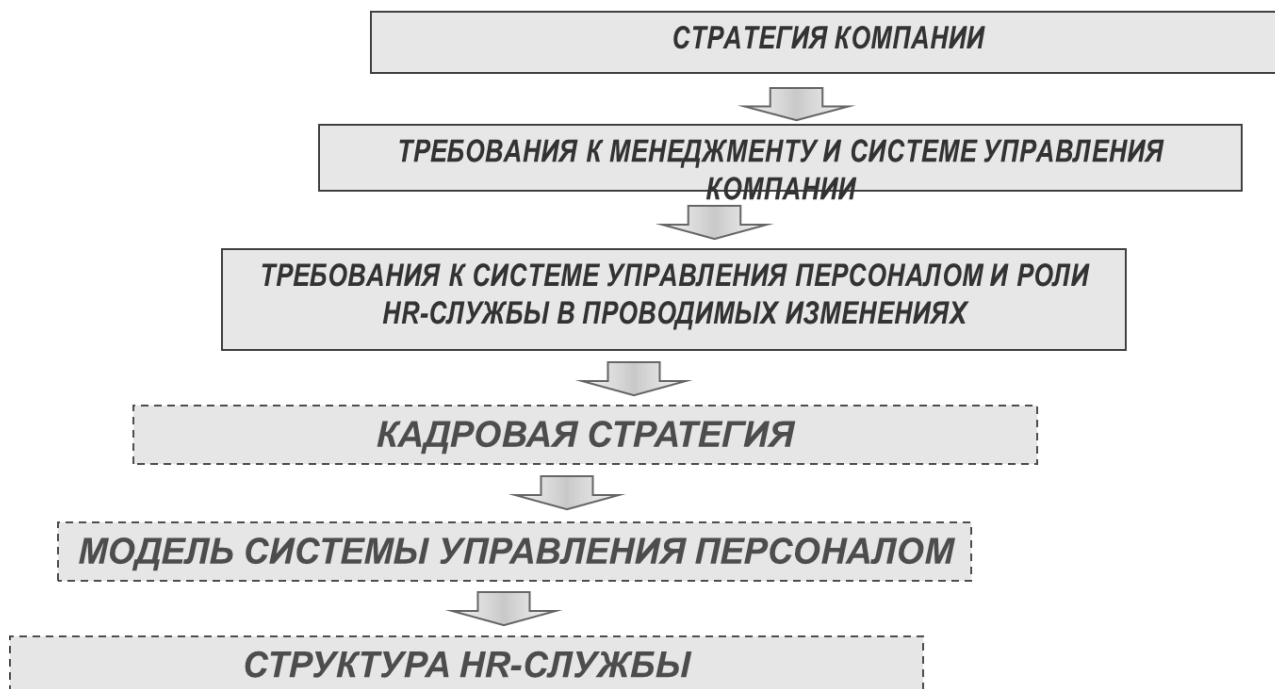 СТРАТЕГИЯ КОМПАНИИ
ТРЕБОВАНИЯ К МЕНЕДЖМЕНТУ И СИСТЕМЕ УПРАВЛЕНИЯ
КОМПАНИИ
ТРЕБОВАНИЯ К СИСТЕМЕ УПРАВЛЕНИЯ ПЕРСОНАЛОМ И РОЛИ
HR-СЛУЖБЫ В ПРОВОДИМЫХ ИЗМЕНЕНИЯХ
КАДРОВАЯ СТРАТЕГИЯ
МОДЕЛЬ СИСТЕМЫ УПРАВЛЕНИЯ ПЕРСОНАЛОМ
СТРУКТУРА HR-СЛУЖБЫ